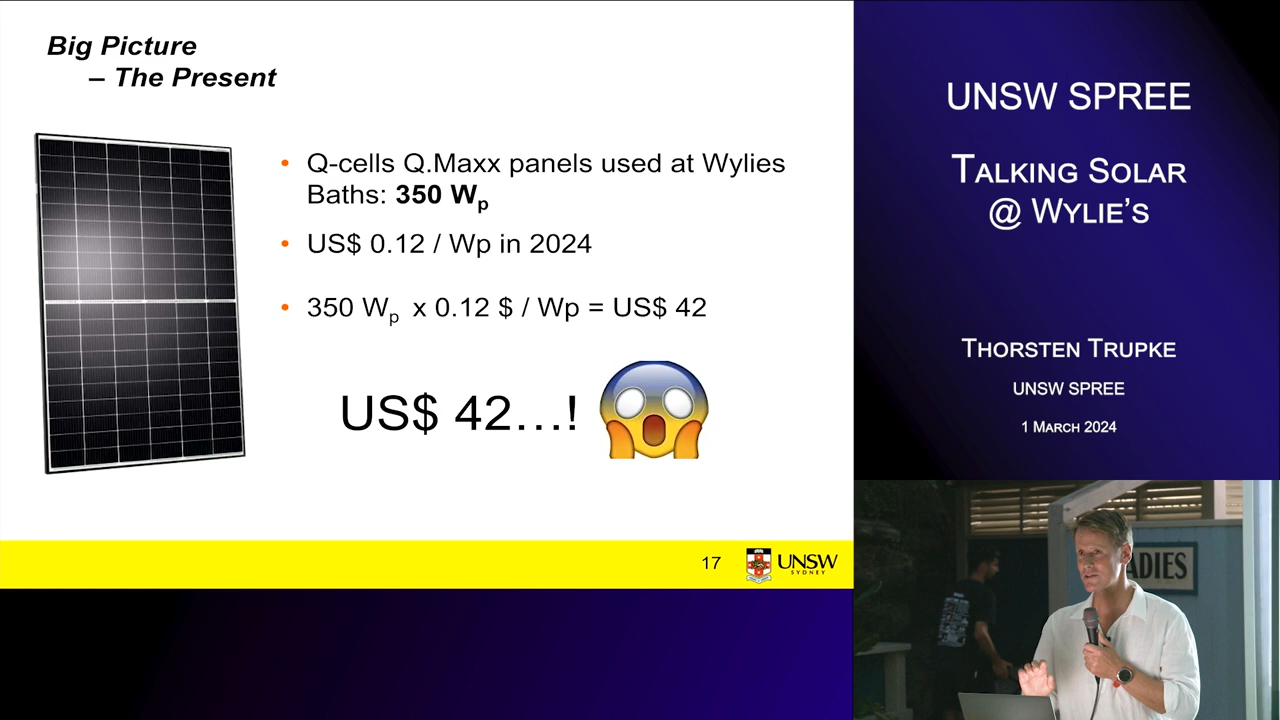 Big Picture
– The Present
• Q-cells Q.Maxx panels used at Wylies
Baths: 350 Wp
• US$ 0.12 / Wp in 2024
• 350 Wp x 0.12 $ / Wp = US$ 42
US$ 42…!
17
UNSW
SYDNEY
UNSW SPREE
TALKING SOLAR
@ WYLIE'S
THORSTEN TRUPKE
UNSW SPREE
1 MARCH 2024
ADIES